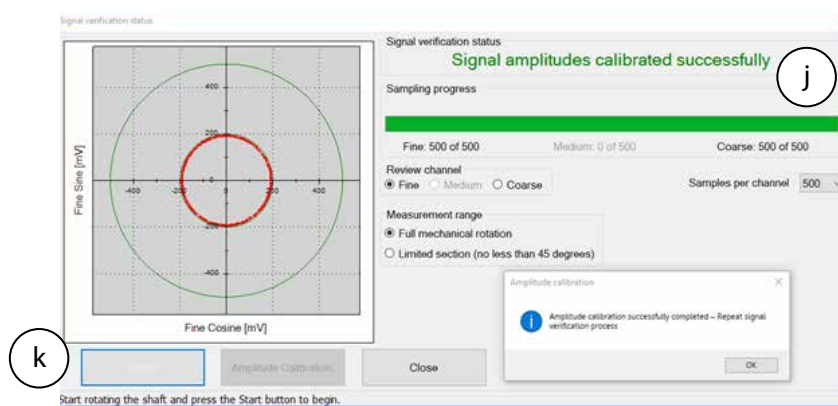 Signal verification status
Signal verification status
Signal amplitudes calibrated successfully
j
Sampling progress
Fine: 500 of 500 Medium: 0 of 500 Coarse: 500 of 500
Review channel
Fine Medium Coarse
Samples per channel 500
Measurement range
Full mechanical rotation
Limited section (no less than 45 degrees)
400
200
-400 -200 0 200 400
-200
-400
Fine Sine [mV]
Fine Cosine [mV]
Amplitude calibration
Amplitude calibration successfully completed – Repeat signal
verification process
OK
k
Amplitude Calibration
Close
Start rotating the shaft and press the Start button to begin.